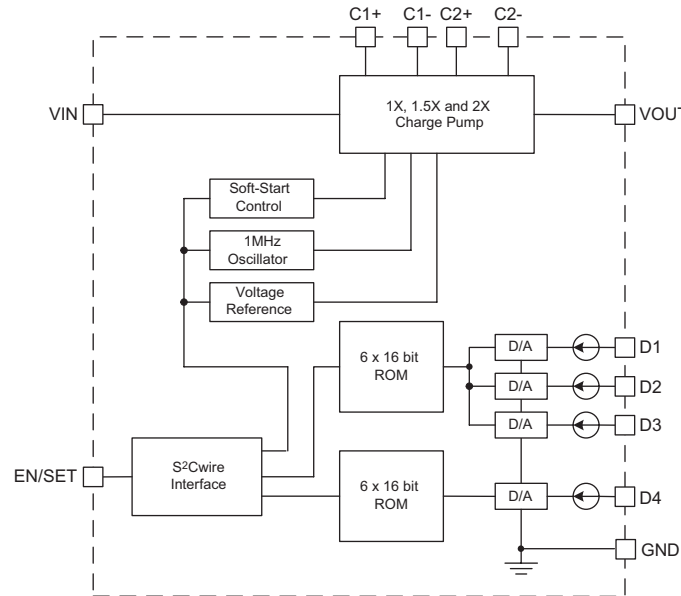 C1+ C1- C2+ C2-
VIN
1X, 1.5X and 2X
Charge Pump
VOUT
Soft-Start
Control
1MHz
Oscillator
Voltage
Reference
6 x 16 bit
ROM
D/A
D1
D/A
D2
D/A
D3
EN/SET
S²Cwire
Interface
6 x 16 bit
ROM
D/A
D4
GND